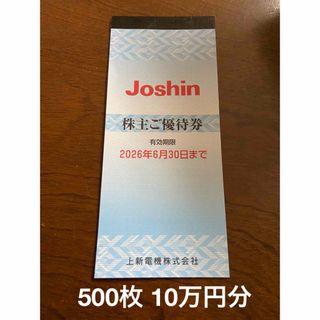 Joshin
株主ご優待券
有効期限
2026年6月30日まで
上新電機株式会社
500枚 10万円分